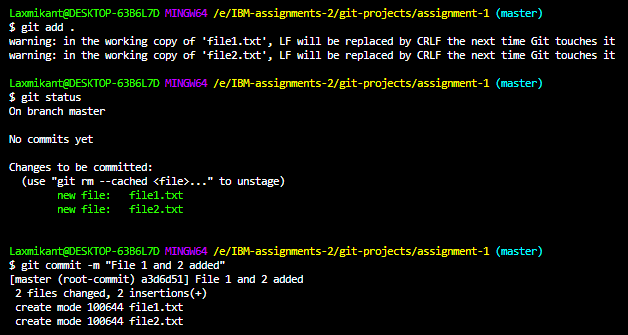 Laxmikant@DESKTOP-63B6L7D MINGW64 /e/IBM-assignments-2/git-projects/assignment-1 (master)
$ git add .
warning: in the working copy of 'file1.txt', LF will be replaced by CRLF the next time Git touches it
warning: in the working copy of 'file2.txt', LF will be replaced by CRLF the next time Git touches it
Laxmikant@DESKTOP-63B6L7D MINGW64 /e/IBM-assignments-2/git-projects/assignment-1 (master)
$ git status
On branch master
No commits yet
Changes to be committed:
  (use "git rm --cached <file>..." to unstage)
        new file:   file1.txt
        new file:   file2.txt
Laxmikant@DESKTOP-63B6L7D MINGW64 /e/IBM-assignments-2/git-projects/assignment-1 (master)
$ git commit -m "File 1 and 2 added"
[master (root-commit) a3d6d51] File 1 and 2 added
 2 files changed, 2 insertions(+)
 create mode 100644 file1.txt
 create mode 100644 file2.txt